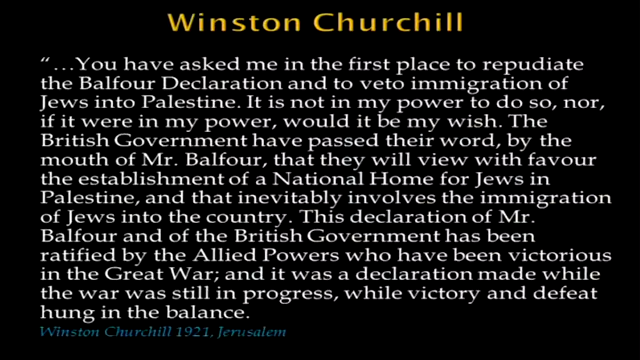 Winston Churchill
“…You have asked me in the first place to repudiate
the Balfour Declaration and to veto immigration of
Jews into Palestine. It is not in my power to do so, nor,
if it were in my power, would it be my wish. The
British Government have passed their word, by the
mouth of Mr. Balfour, that they will view with favour
the establishment of a National Home for Jews in
Palestine, and that inevitably involves the immigration
of Jews into the country. This declaration of Mr.
Balfour and of the British Government has been
ratified by the Allied Powers who have been victorious
in the Great War; and it was a declaration made while
the war was still in progress, while victory and defeat
hung in the balance.
Winston Churchill 1921, Jerusalem